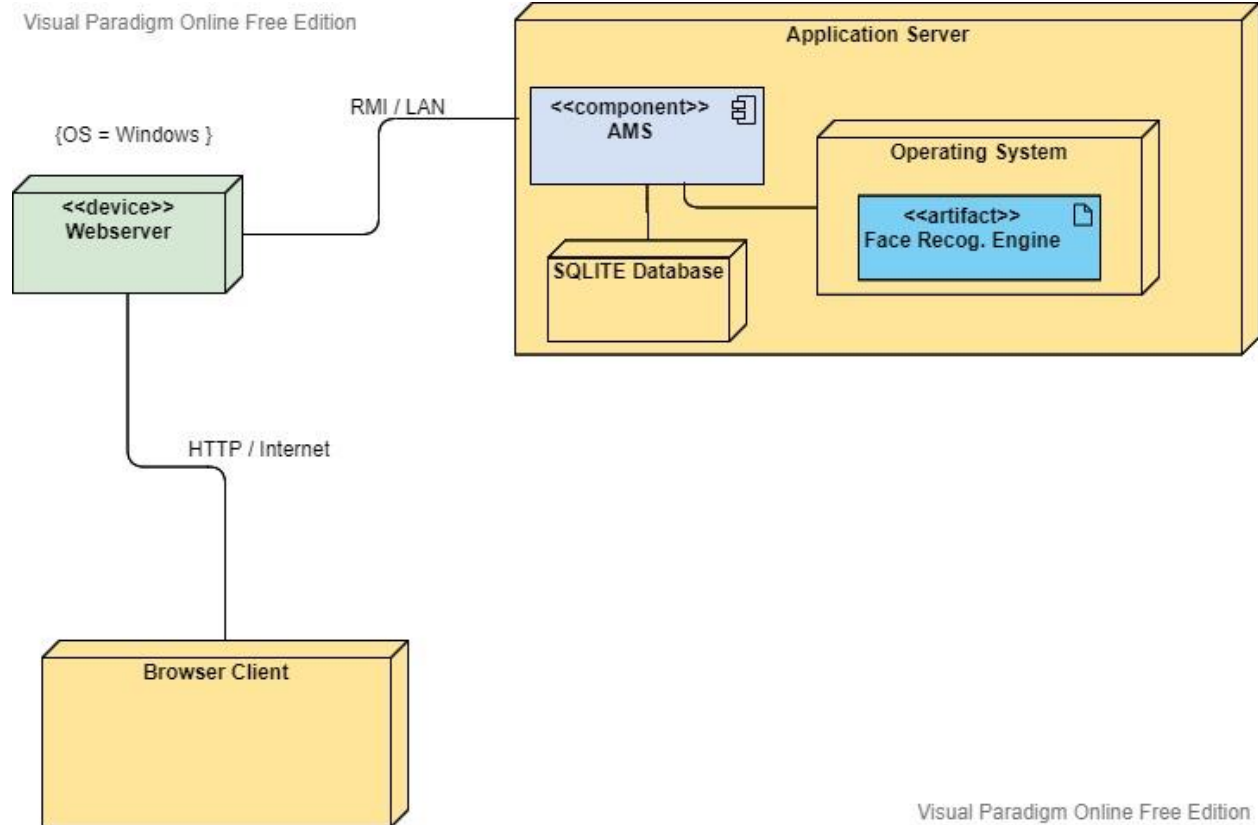 Visual Paradigm Online Free Edition
Application Server
RMI / LAN
<<component>>
AMS
{OS = Windows }
Operating System
<<device>>
Webserver
<<artifact>>
Face Recog. Engine
SQLITE Database
HTTP / Internet
Browser Client
Visual Paradigm Online Free Edition